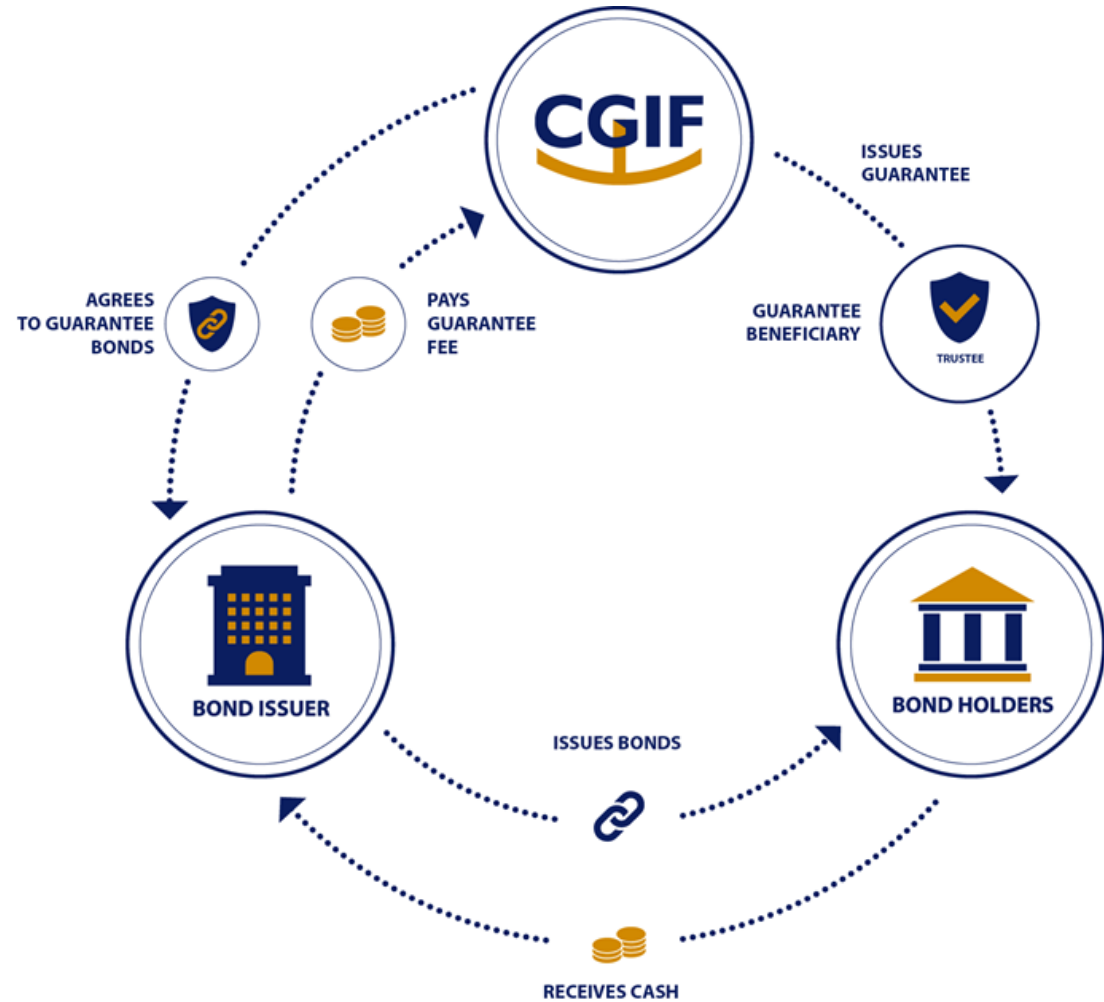 CGIF
ISSUES
GUARANTEE
AGREES
TO GUARANTEE
BONDS
PAYS
GUARANTEE
FEE
GUARANTEE
BENEFICIARY
TRUSTEE
BOND ISSUER
BOND HOLDERS
ISSUES BONDS
RECEIVES CASH